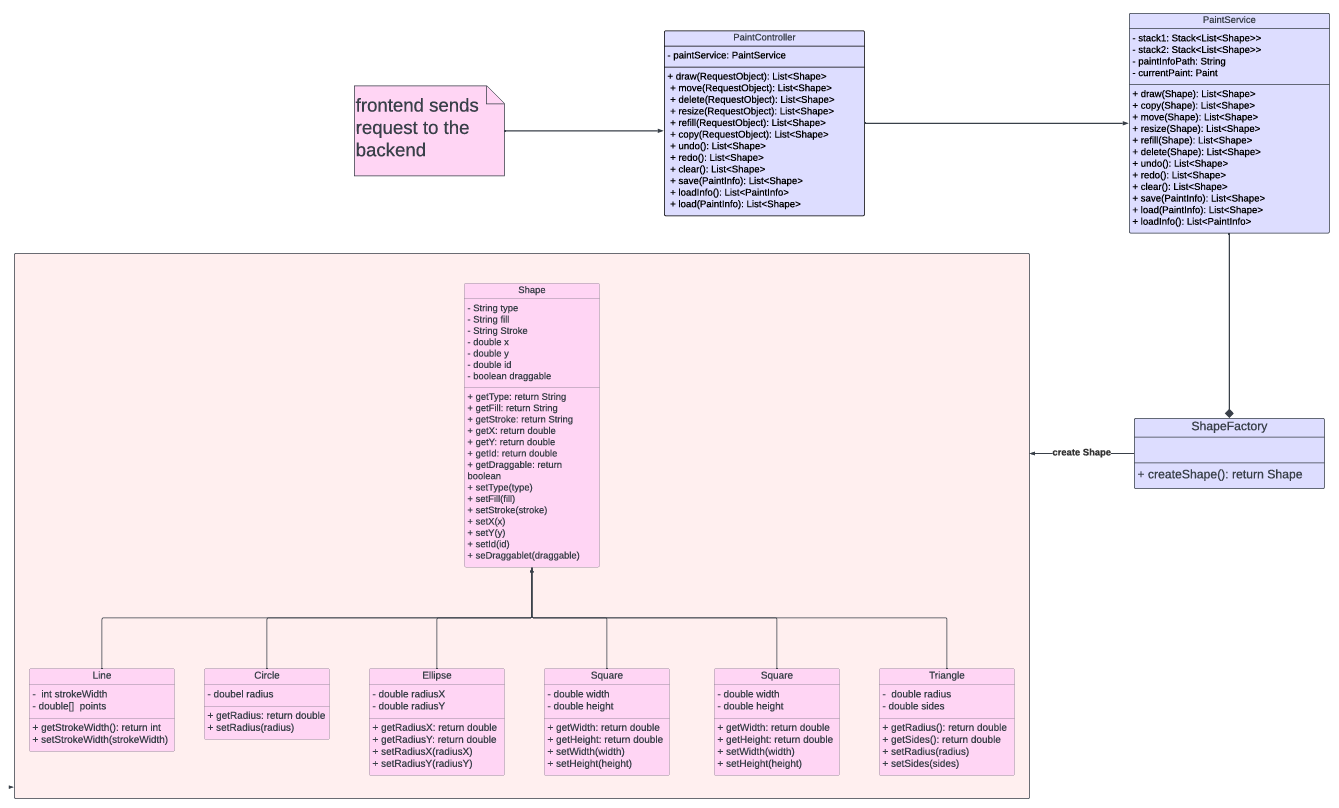 frontend sends
request to the
backend
PaintController
- paintService: PaintService
+ draw(RequestObject): List<Shape>
+ move(RequestObject): List<Shape>
+ delete(RequestObject): List<Shape>
+ resize(RequestObject): List<Shape>
+ refill(RequestObject): List<Shape>
+ copy(RequestObject): List<Shape>
+ undo(): List<Shape>
+ redo(): List<Shape>
+ clear(): List<Shape>
+ save(PaintInfo): List<Shape>
+ loadInfo(): List<PaintInfo>
+ load(PaintInfo): List<Shape>
PaintService
- stack1: Stack<List<Shape>>
- stack2: Stack<List<Shape>>
- paintInfoPath: String
- currentPaint: Paint
+ draw(Shape): List<Shape>
+ copy(Shape): List<Shape>
+ move(Shape): List<Shape>
+ resize(Shape): List<Shape>
+ refill(Shape): List<Shape>
+ delete(Shape): List<Shape>
+ undo(): List<Shape>
+ redo(): List<Shape>
+ clear(): List<Shape>
+ save(PaintInfo): List<Shape>
+ load(PaintInfo): List<Shape>
+ loadInfo(): List<PaintInfo>
Shape
- String type
- String fill
- String Stroke
- double x
- double y
- double id
- boolean draggable
+ getType: return String
+ getFill: return String
+ getStroke: return String
+ getX: return double
+ getY: return double
+ getId: return double
+ getDraggable: return
boolean
+ setType(type)
+ setFill(fill)
+ setStroke(stroke)
+ setX(x)
+ setY(y)
+ setId(id)
+ seDraggablet(draggable)
create Shape
ShapeFactory
+ createShape(): return Shape
Line
-  int strokeWidth
- double[]  points
+ getStrokeWidth(): return int
+ setStrokeWidth(strokeWidth)
Circle
- doubel radius
+ getRadius: return double
+ setRadius(radius)
Ellipse
- double radiusX
- double radiusY
+ getRadiusX: return double
+ getRadiusY: return double
+ setRadiusX(radiusX)
+ setRadiusY(radiusY)
Square
- double width
- double height
+ getWidth: return double
+ getHeight: return double
+ setWidth(width)
+ setHeight(height)
Square
- double width
- double height
+ getWidth: return double
+ getHeight: return double
+ setWidth(width)
+ setHeight(height)
Triangle
-  double radius
- double sides
+ getRadius(): return double
+ getSides(): return double
+ setRadius(radius)
+ setSides(sides)